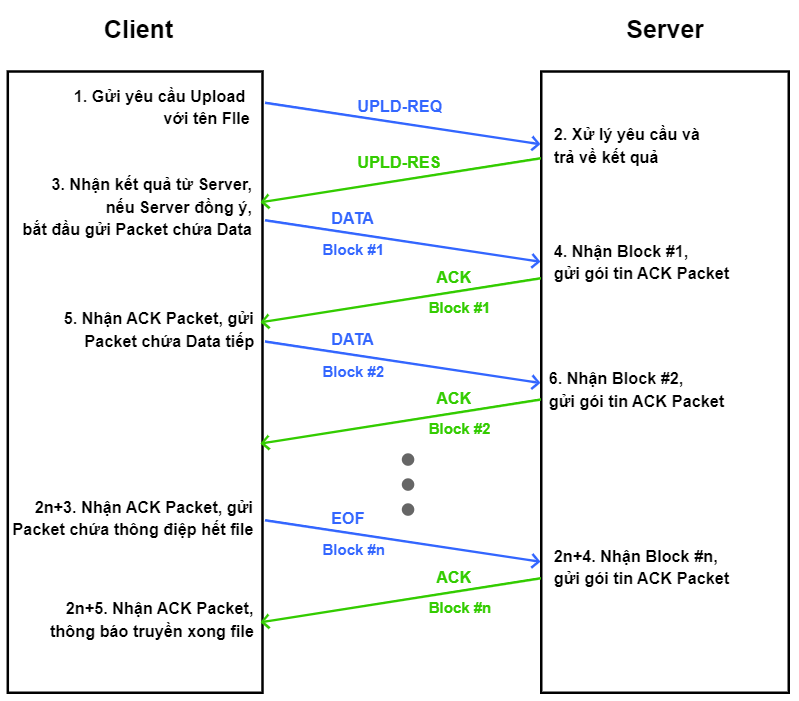 Client
Server
1. Gửi yêu cầu Upload
với tên FIle
UPLD-REQ
2. Xử lý yêu cầu và
trả về kết quả
UPLD-RES
3. Nhận kết quả từ Server,
nếu Server đồng ý,
bắt đầu gửi Packet chứa Data
DATA
Block #1
4. Nhận Block #1,
gửi gói tin ACK Packet
ACK
Block #1
5. Nhận ACK Packet, gửi
Packet chứa Data tiếp
DATA
Block #2
6. Nhận Block #2,
gửi gói tin ACK Packet
ACK
Block #2
2n+3. Nhận ACK Packet, gửi
Packet chứa thông điệp hết file
EOF
Block #n
2n+4. Nhận Block #n,
gửi gói tin ACK Packet
ACK
Block #n
2n+5. Nhận ACK Packet,
thông báo truyền xong file